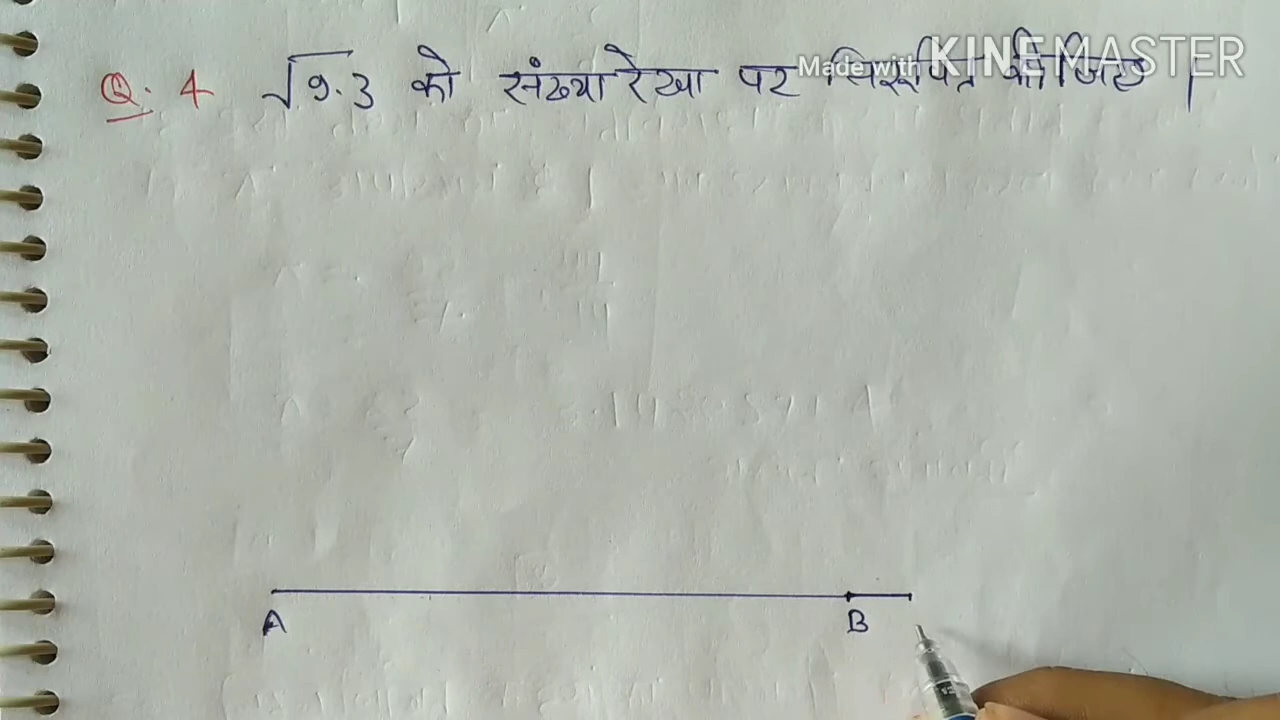 Q. 4 √9.3 को संख्या रेखा पर निरूपित कीजिए |
Made with KINEMASTER
A B